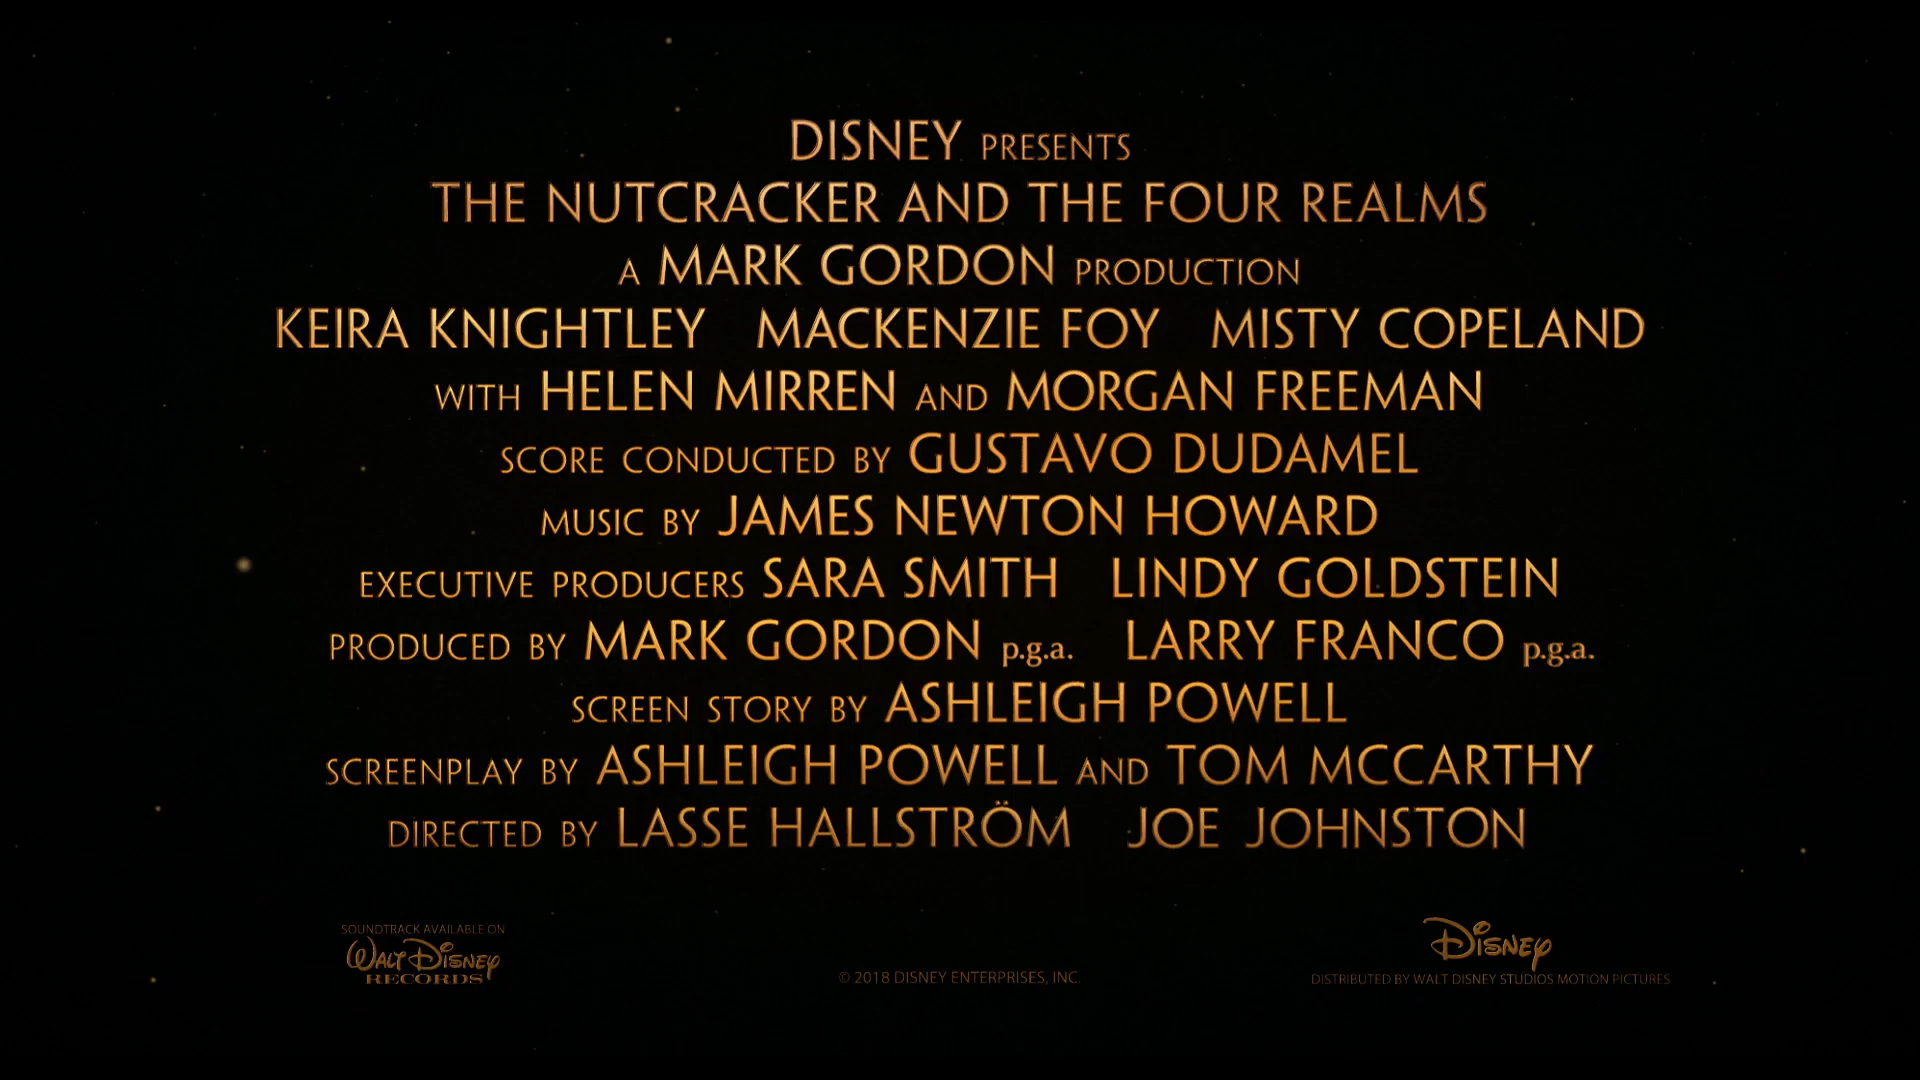 DISNEY PRESENTS
THE NUTCRACKER AND THE FOUR REALMS
A MARK GORDON PRODUCTION
KEIRA KNIGHTLEY MACKENZIE FOY MISTY COPELAND
WITH HELEN MIRREN AND MORGAN FREEMAN
SCORE CONDUCTED BY GUSTAVO DUDAMEL
MUSIC BY JAMES NEWTON HOWARD
EXECUTIVE PRODUCERS SARA SMITH LINDY GOLDSTEIN
PRODUCED BY MARK GORDON p.g.a. LARRY FRANCO p.g.a.
SCREEN STORY BY ASHLEIGH POWELL
SCREENPLAY BY ASHLEIGH POWELL AND TOM MCCARTHY
DIRECTED BY LASSE HALLSTRÖM JOE JOHNSTON
SOUNDTRACK AVAILABLE ON
WALT DISNEY
RECORDS
© 2018 DISNEY ENTERPRISES, INC.
DISNEY
DISTRIBUTED BY WALT DISNEY STUDIOS MOTION PICTURES